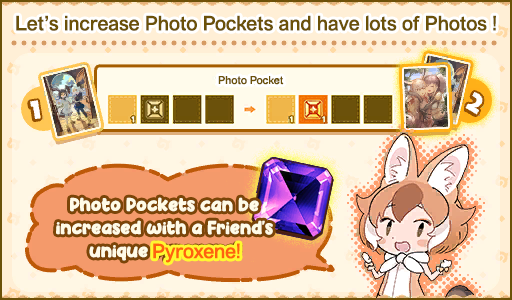 Let's increase Photo Pockets and have lots of Photos !
Photo Pocket
1
1
1
1
2
Photo Pockets can be
increased with a Friend's
unique Pyroxene!